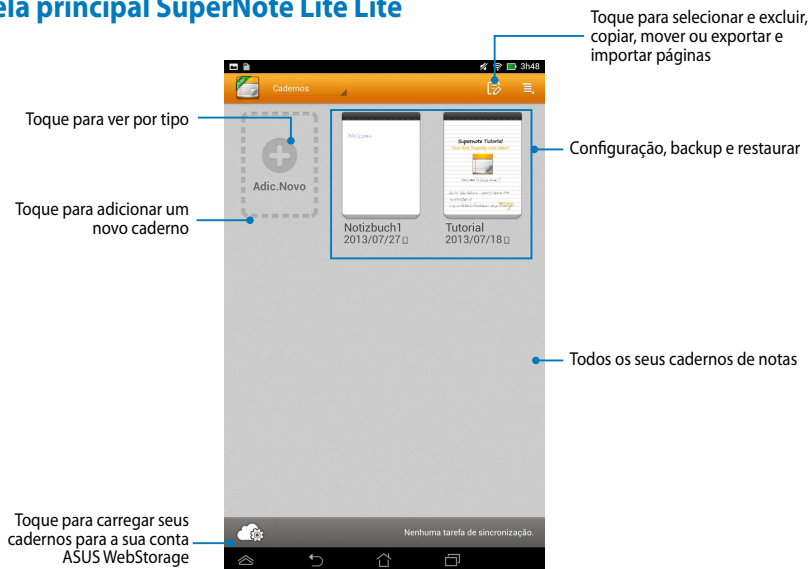 ela principal SuperNote Lite Lite
Toque para selecionar e excluir,
copiar, mover ou exportar e
importar páginas
3h48
Cadernos
Toque para ver por tipo
Configuração, backup e restaurar
Adic.Novo
Welcome
Supernote Tutorial
Toque para adicionar um
novo caderno
Notizbuch1
2013/07/27
Tutorial
2013/07/18
Todos os seus cadernos de notas
Toque para carregar seus
cadernos para a sua conta
ASUS WebStorage
Nenhuma tarefa de sincronização.